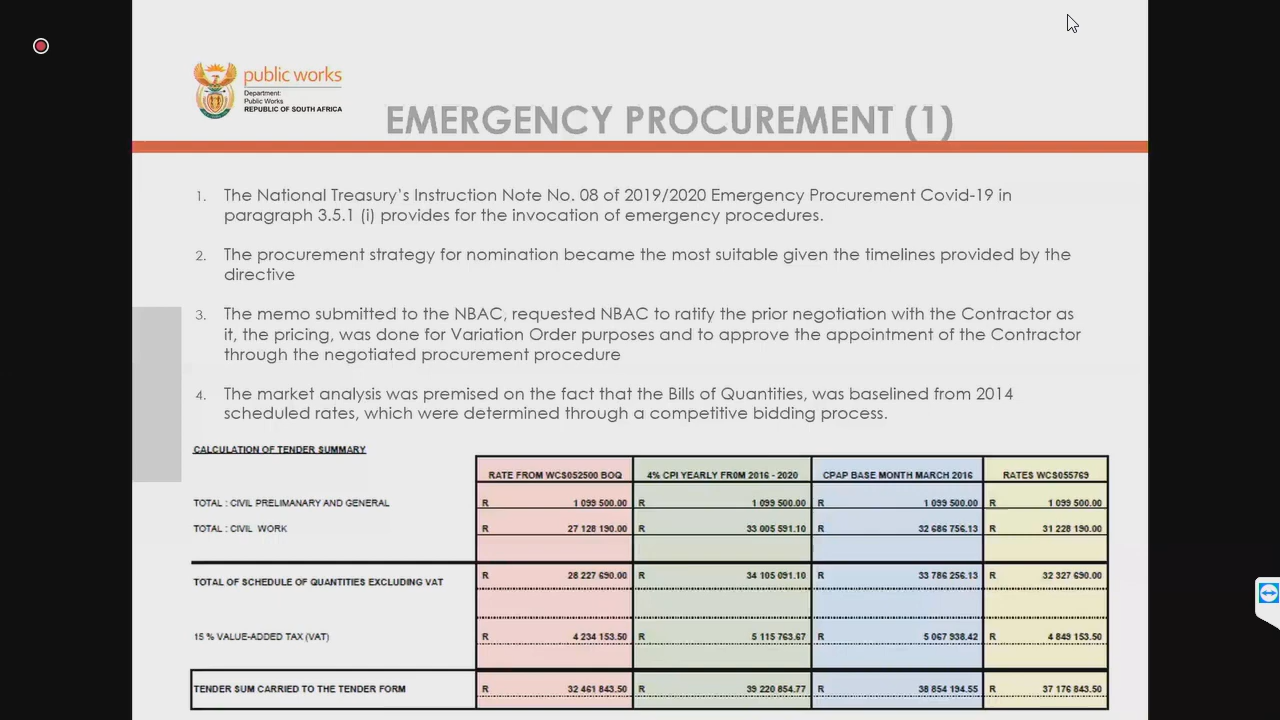 public works
Department:
Public Works
REPUBLIC OF SOUTH AFRICA
EMERGENCY PROCUREMENT (1)
1. The National Treasury's Instruction Note No. 08 of 2019/2020 Emergency Procurement Covid-19 in
paragraph 3.5.1 (i) provides for the invocation of emergency procedures.
2. The procurement strategy for nomination became the most suitable given the timelines provided by the
directive
3. The memo submitted to the NBAC, requested NBAC to ratify the prior negotiation with the Contractor as
it, the pricing, was done for Variation Order purposes and to approve the appointment of the Contractor
through the negotiated procurement procedure
4. The market analysis was premised on the fact that the Bills of Quantities, was baselined from 2014
scheduled rates, which were determined through a competitive bidding process.
CALCULATION OF TENDER SUMMARY
RATE FROM WCS052500 BOQ 4% CPI YEARLY FR0M 2016 - 2020 CPAP BASE MONTH MARCH 2016 RATES WCS055769
TOTAL : CIVIL PRELIMANARY AND GENERAL R 1 099 500.00 R 1 099 500.00 R 1 099 500.00 R 1 099 500.00
TOTAL : CIVIL WORK R 27 128 190.00 R 33 005 591.10 R 32 686 756.13 R 31 228 190.00
TOTAL OF SCHEDULE OF QUANTITIES EXCLUDING VAT R 28 227 690.00 R 34 105 091.10 R 33 786 256.13 R 32 327 690.00
15 % VALUE-ADDED TAX (VAT) R 4 234 153.50 R 5 115 763.67 R 5 067 938.42 R 4 849 153.50
TENDER SUM CARRIED TO THE TENDER FORM R 32 461 843.50 R 39 220 854.77 R 38 854 194.55 R 37 176 843.50